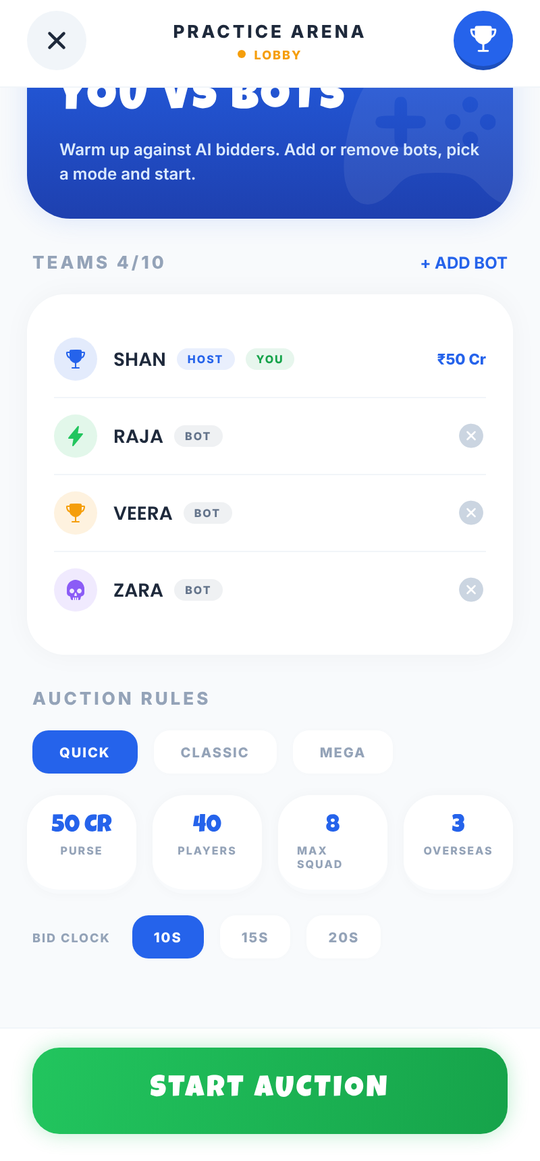 PRACTICE ARENA
LOBBY
YOU VS BOTS
Warm up against AI bidders. Add or remove bots, pick
a mode and start.
TEAMS 4/10
+ ADD BOT
SHAN HOST YOU ₹50 Cr
RAJA BOT
VEERA BOT
ZARA BOT
AUCTION RULES
QUICK CLASSIC MEGA
50 CR 40 8 3
PURSE PLAYERS MAX OVERSEAS
SQUAD
BID CLOCK 10S 15S 20S
START AUCTION